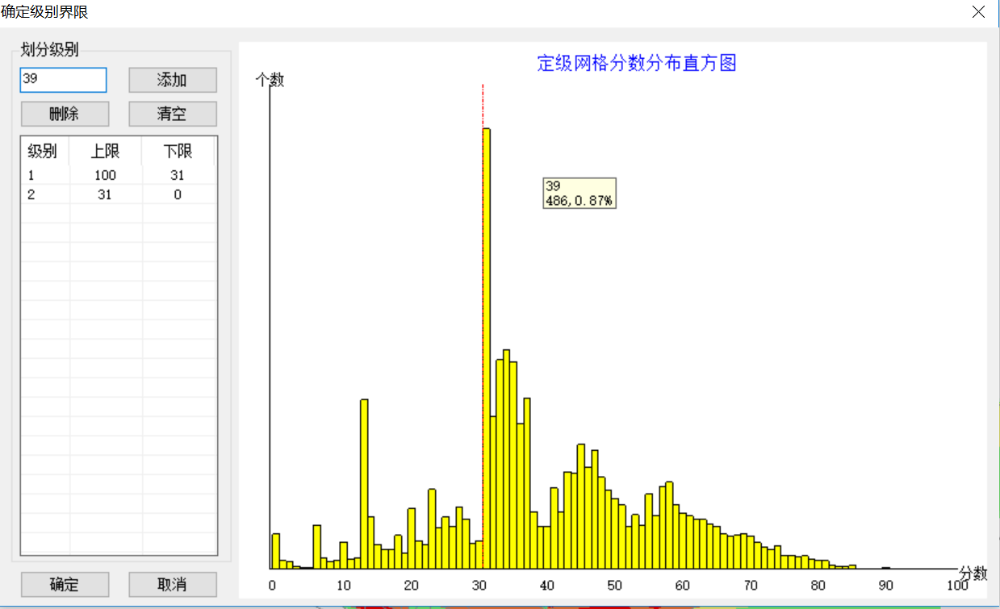 确定级别界限
划分级别
39 添加
删除 清空
级别 上限 下限
1 100 31
2 31 0
确定 取消
定级网格分数分布直方图
个数
39
486,0.87%
分数
0 10 20 30 40 50 60 70 80 90 100